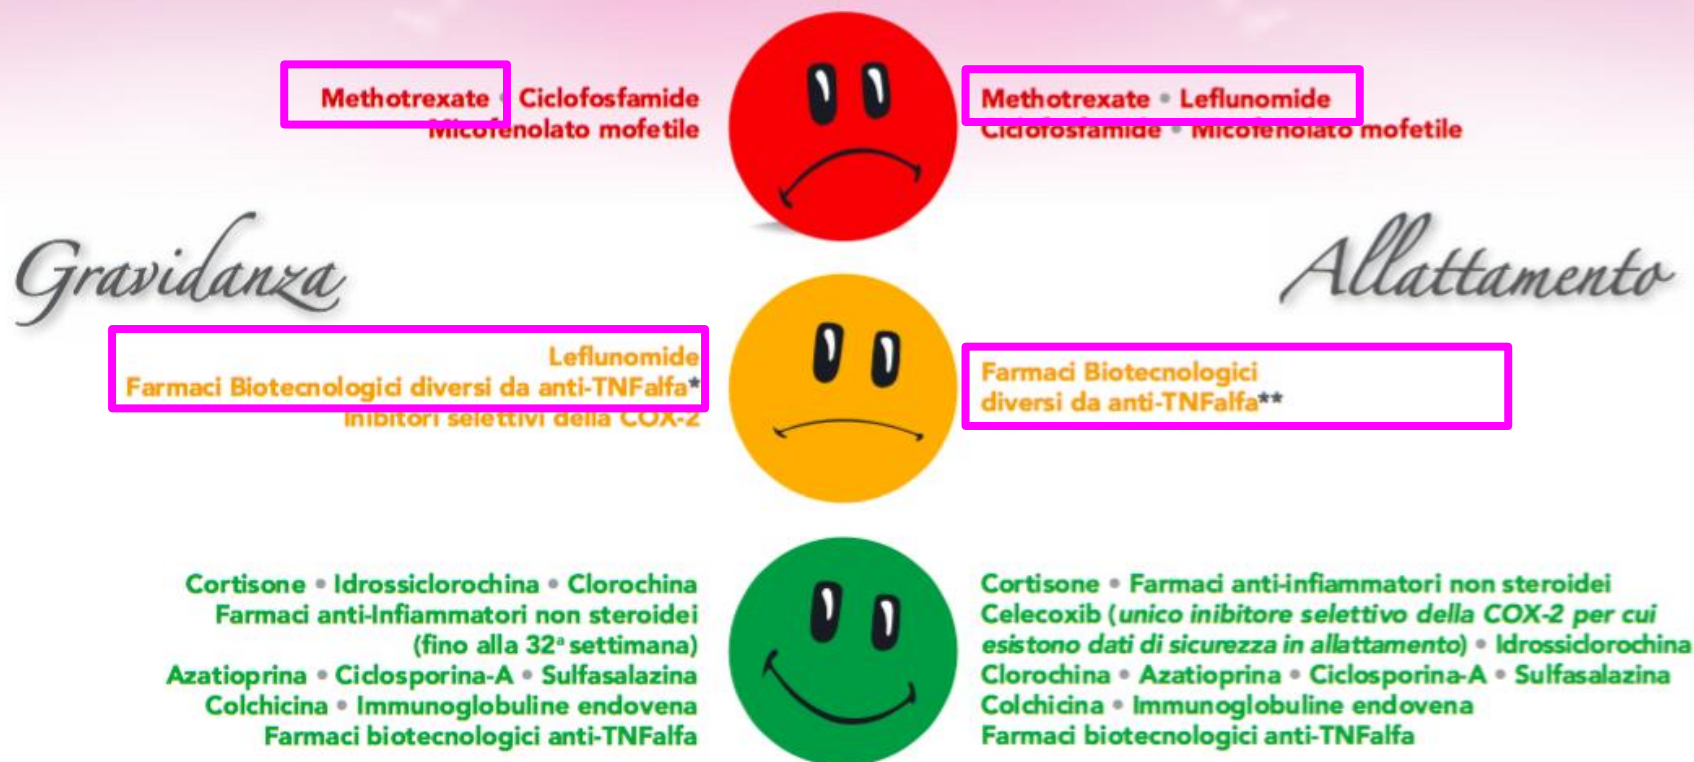 Methotrexate • Ciclofosfamide
Micofenolato mofetile
Methotrexate • Leflunomide
Ciclofosfamide • Micofenolato mofetile
Gravidanza
Allattamento
Leflunomide
Farmaci Biotecnologici diversi da anti-TNFalfa*
Inibitori selettivi della COX-2
Farmaci Biotecnologici
diversi da anti-TNFalfa**
Cortisone • Idrossiclorochina • Clorochina
Farmaci anti-Infiammatori non steroidei
(fino alla 32ª settimana)
Azatioprina • Ciclosporina-A • Sulfasalazina
Colchicina • Immunoglobuline endovena
Farmaci biotecnologici anti-TNFalfa
Cortisone • Farmaci anti-infiammatori non steroidei
Celecoxib (unico inibitore selettivo della COX-2 per cui
esistono dati di sicurezza in allattamento) • Idrossiclorochina
Clorochina • Azatioprina • Ciclosporina-A • Sulfasalazina
Colchicina • Immunoglobuline endovena
Farmaci biotecnologici anti-TNFalfa